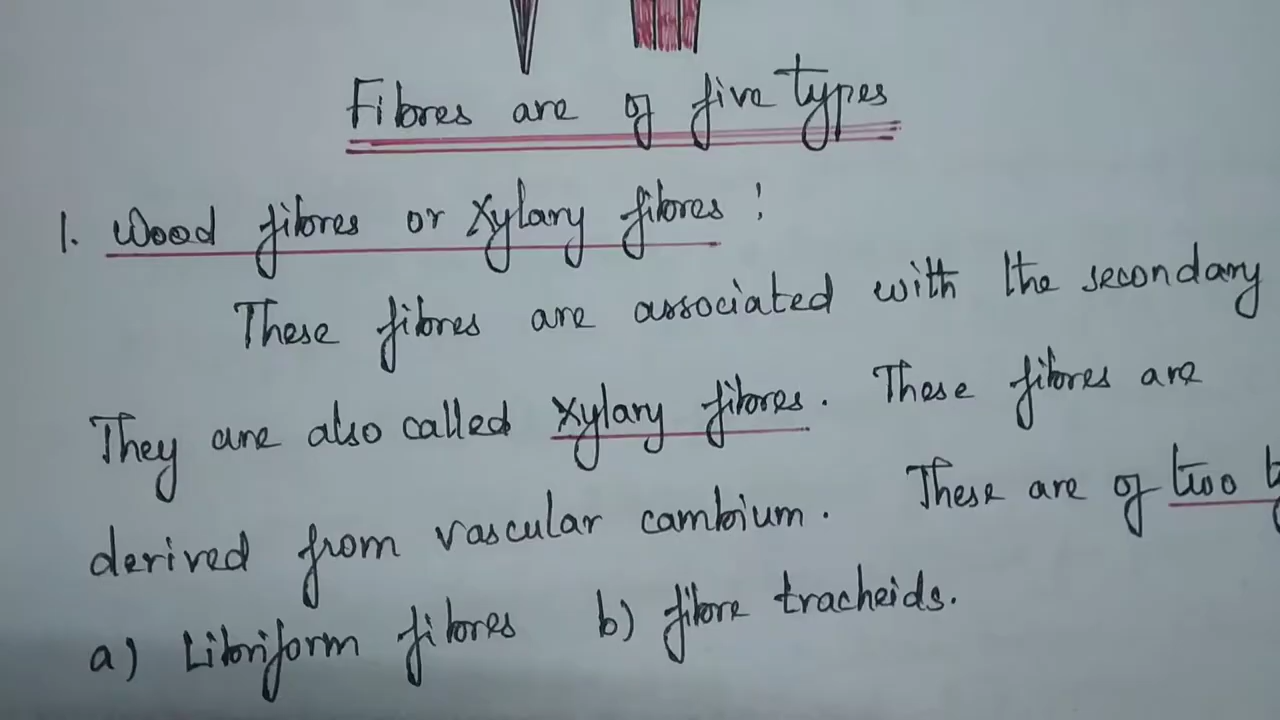 Fibres are of five types
1. Wood fibres or Xylary fibres :
These fibres are associated with the secondary
They are also called Xylary fibres. These fibres are
derived from vascular cambium. These are of two
a) Libriform fibres b) fibre tracheids.